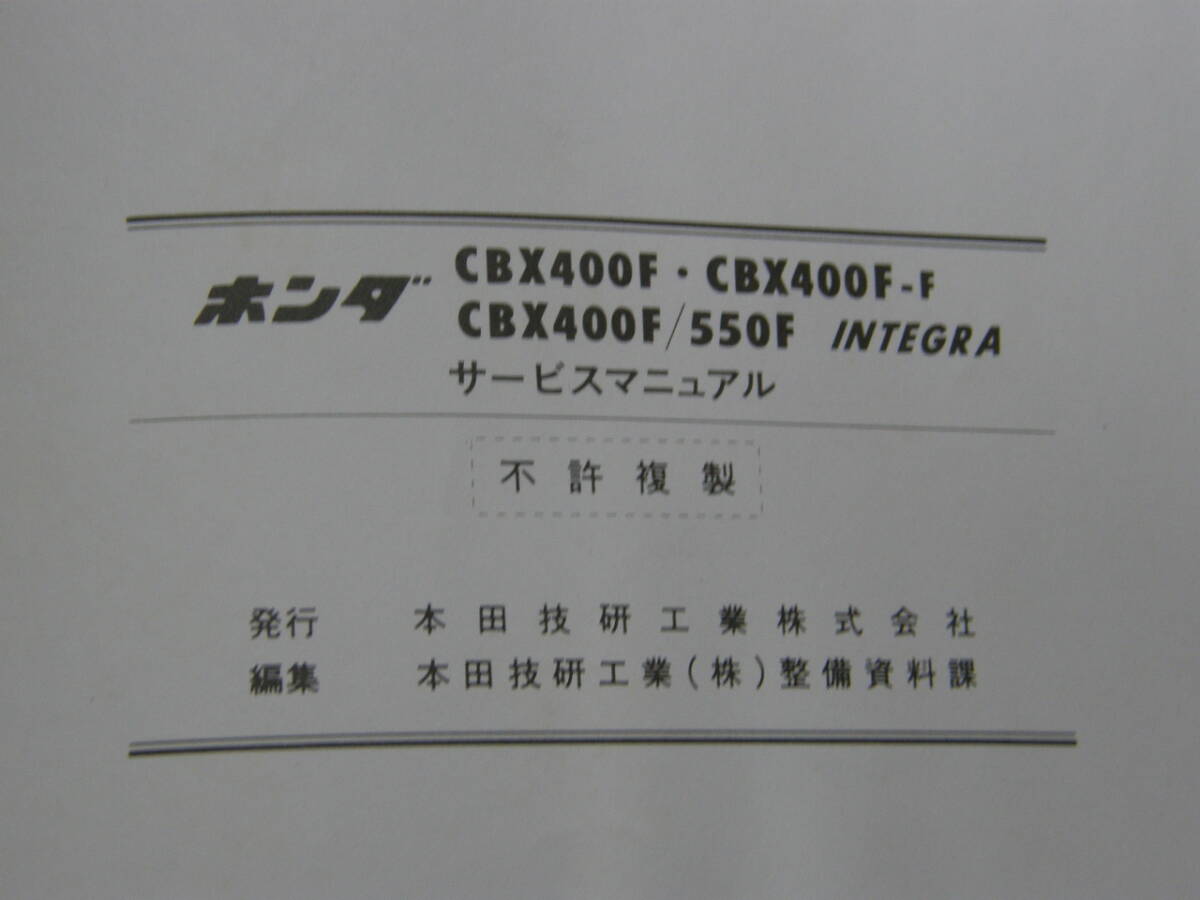 ホンダ CBX400F・CBX400F-F
CBX400F/550F INTEGRA
サービスマニュアル
不許複製
発行 本田技研工業株式会社
編集 本田技研工業(株)整備資料課